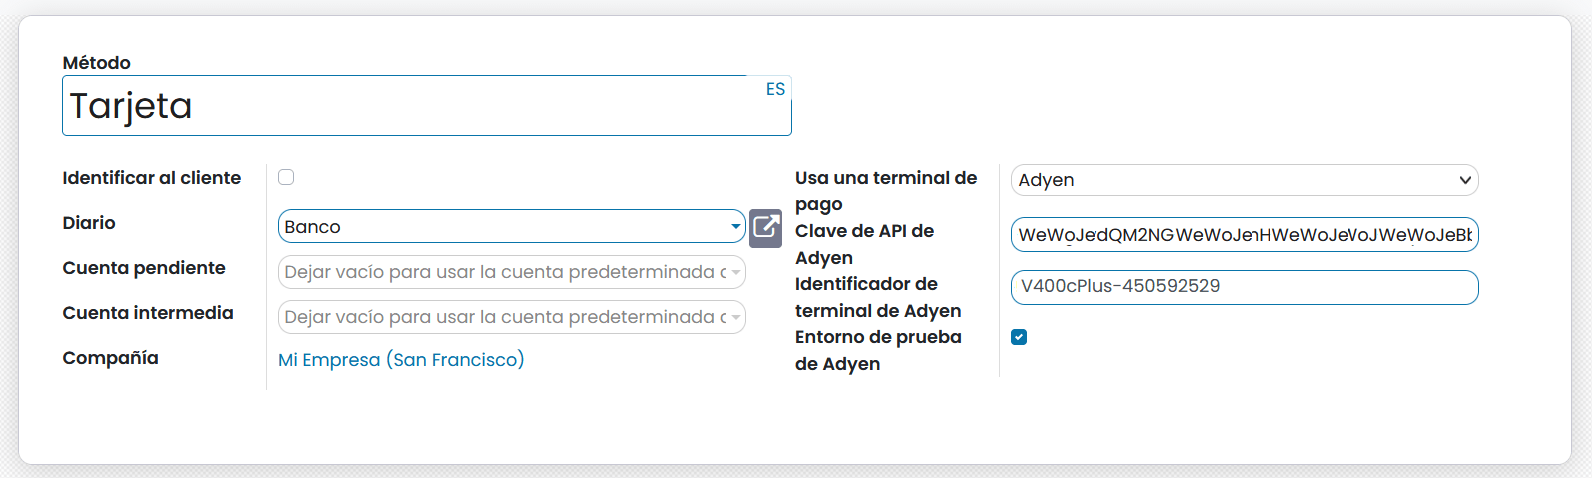 Método
Tarjeta
ES
Identificar al cliente
Diario
Banco
Cuenta pendiente
Dejar vacío para usar la cuenta predeterminada
Cuenta intermedia
Dejar vacío para usar la cuenta predeterminada
Compañía
Mi Empresa (San Francisco)
Usa una terminal de
pago
Adyen
Clave de API de
Adyen
Identificador de
terminal de Adyen
V400cPlus-450592529
Entorno de prueba
de Adyen